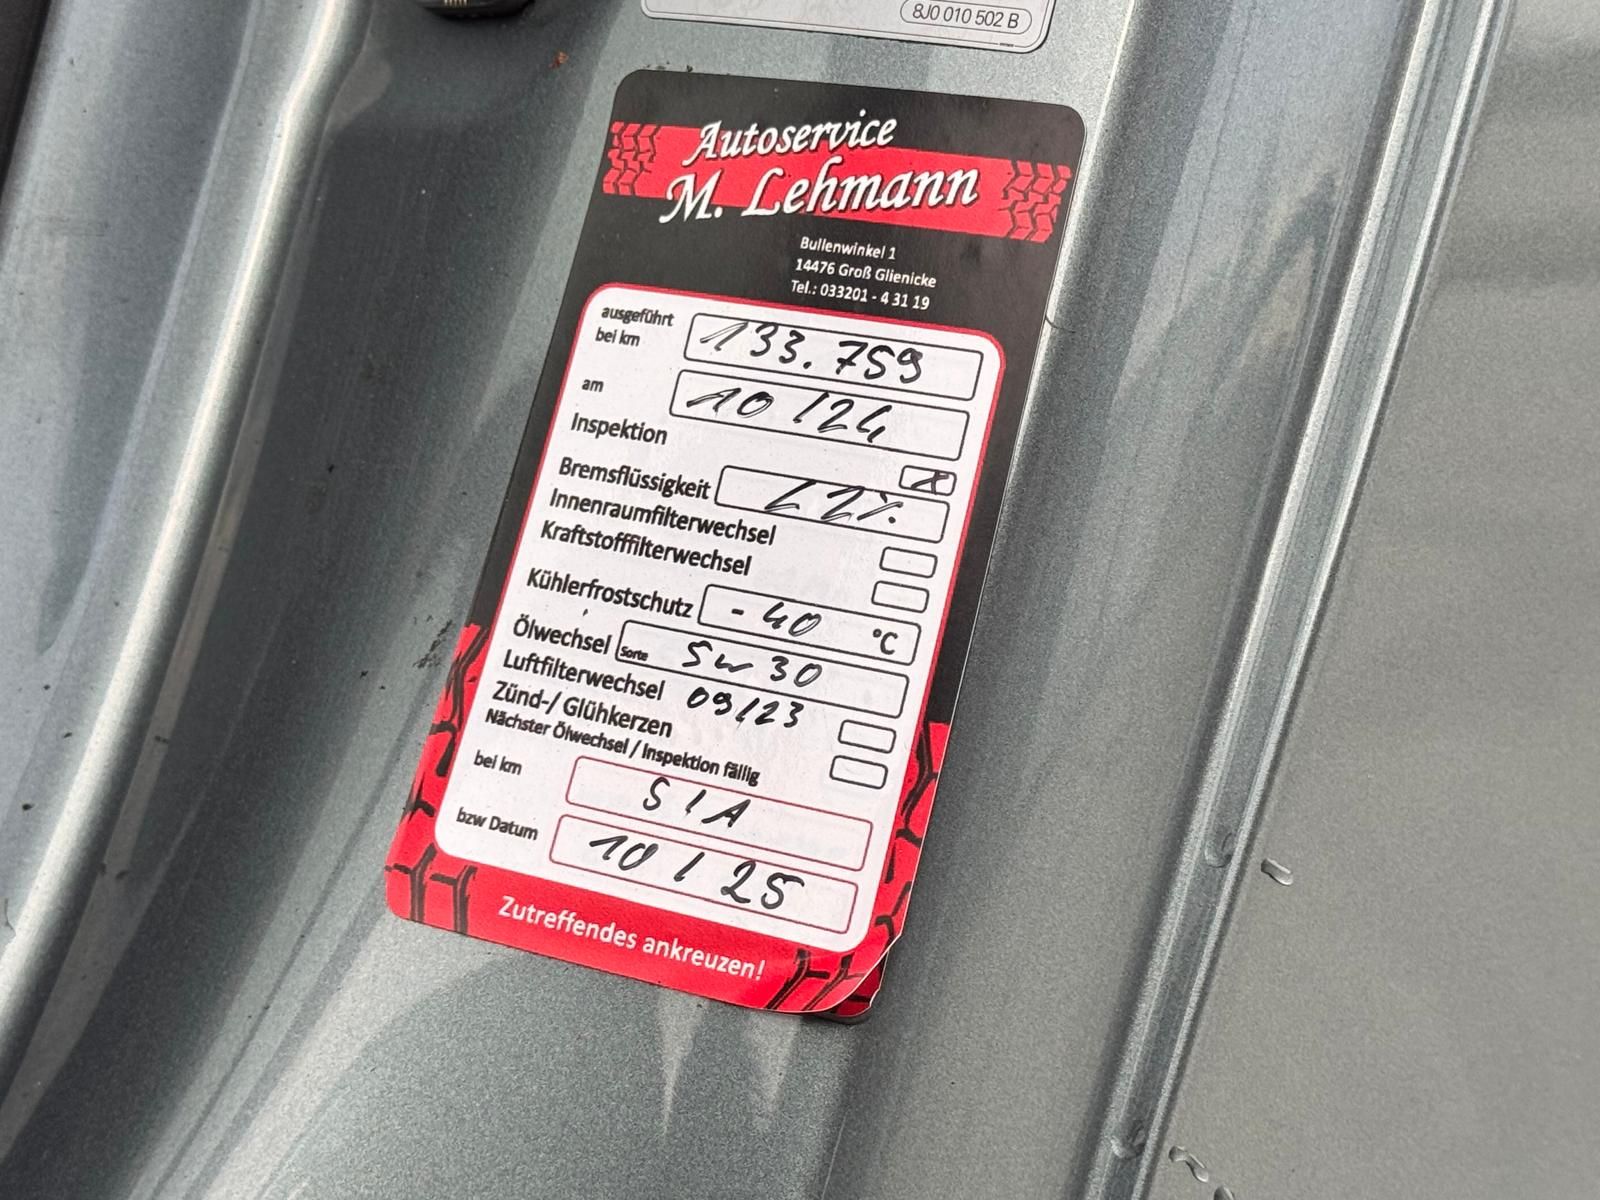 8J0 010 502 B
Autoservice
M. Lehmann
Bullenwinkel 1
14476 Groß Glienicke
Tel.: 033201 - 4 31 19
ausgeführt
bei km 133.759
am 10/24
Inspektion x
Bremsflüssigkeit <2%
Innenraumfilterwechsel
Kraftstofffilterwechsel
Kühlerfrostschutz - 40 °C
Ölwechsel Sorte 5w30
Luftfilterwechsel 09/23
Zünd-/ Glühkerzen
Nächster Ölwechsel / Inspektion fällig
bei km S/A
bzw Datum 10/25
Zutreffendes ankreuzen!